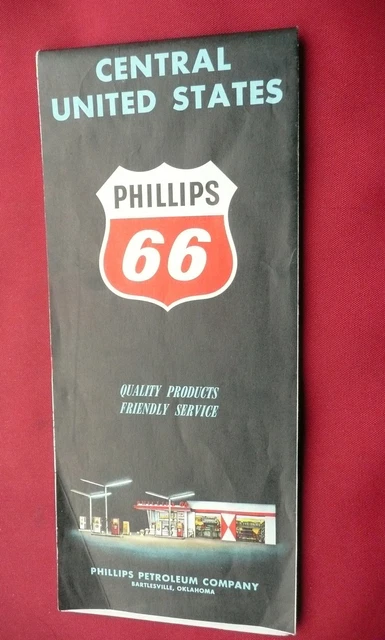 CENTRAL
UNITED STATES
PHILLIPS
66
QUALITY PRODUCTS
FRIENDLY SERVICE
PHILLIPS PETROLEUM COMPANY
BARTLESVILLE, OKLAHOMA